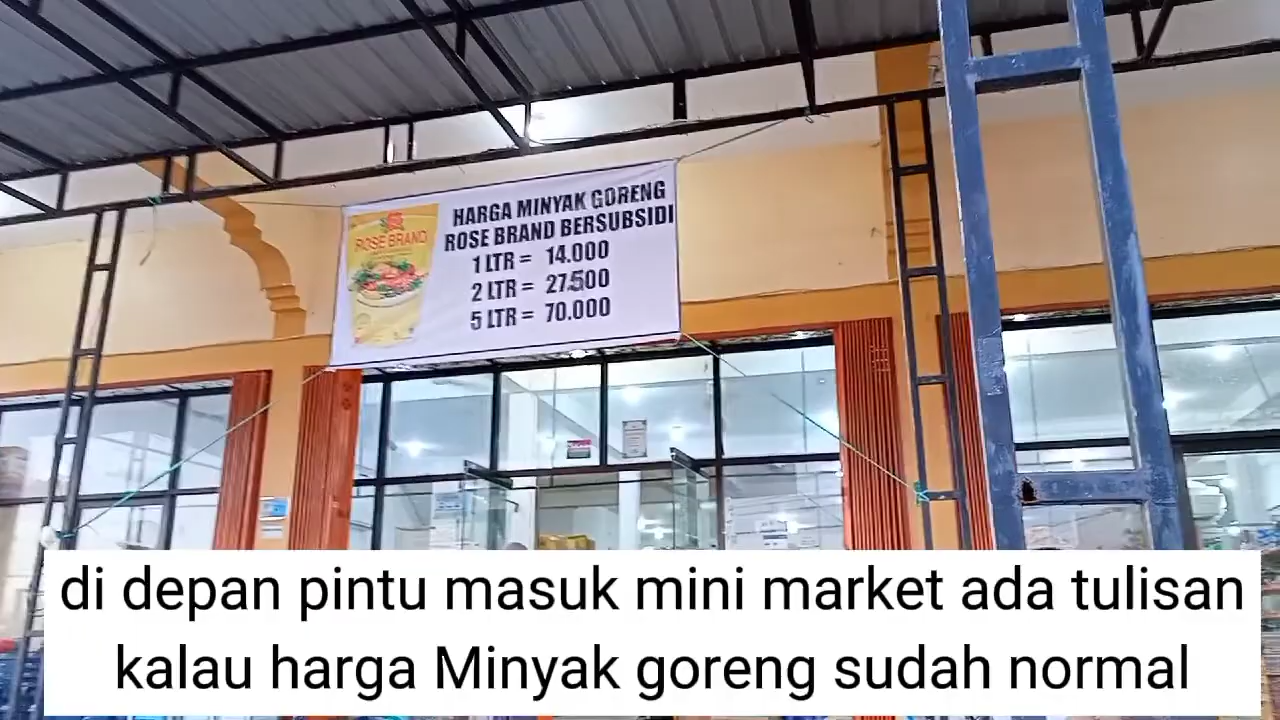 ROSE BRAND
HARGA MINYAK GORENG
ROSE BRAND BERSUBSIDI
1 LTR = 14.000
2 LTR = 27.500
5 LTR = 70.000
di depan pintu masuk mini market ada tulisan
kalau harga Minyak goreng sudah normal